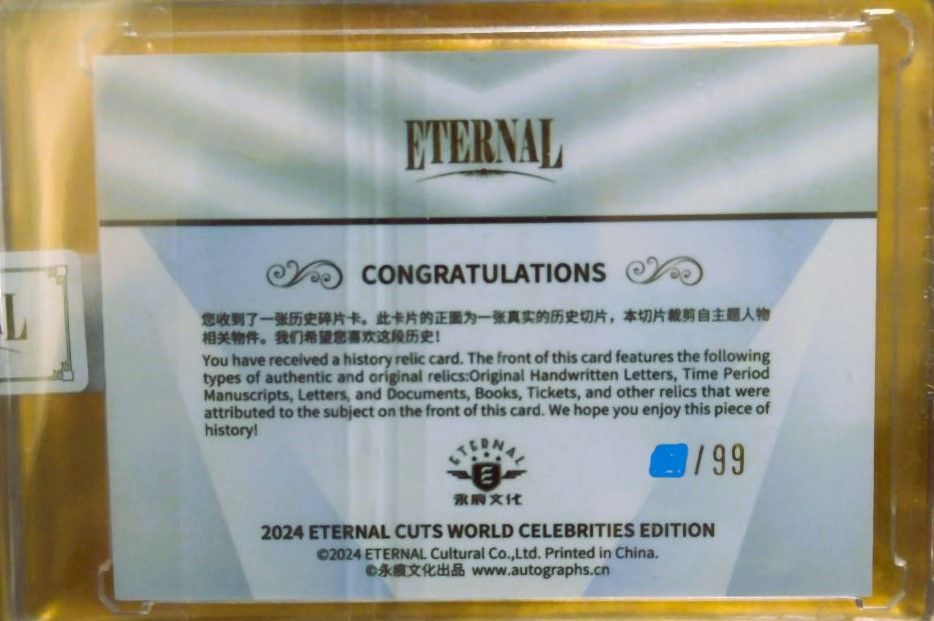 ETERNAL
CONGRATULATIONS
您收到了一张历史碎片卡。此卡片的正面为一张真实的历史切片，本切片裁剪自主题人物
相关物件。我们希望您喜欢这段历史！
You have received a history relic card. The front of this card features the following
types of authentic and original relics:Original Handwritten Letters, Time Period
Manuscripts, Letters, and Documents, Books, Tickets, and other relics that were
attributed to the subject on the front of this card. We hope you enjoy this piece of
history!
ETERNAL
永痕文化
/99
2024 ETERNAL CUTS WORLD CELEBRITIES EDITION
©2024 ETERNAL Cultural Co.,Ltd. Printed in China.
©永痕文化出品 www.autographs.cn
AL